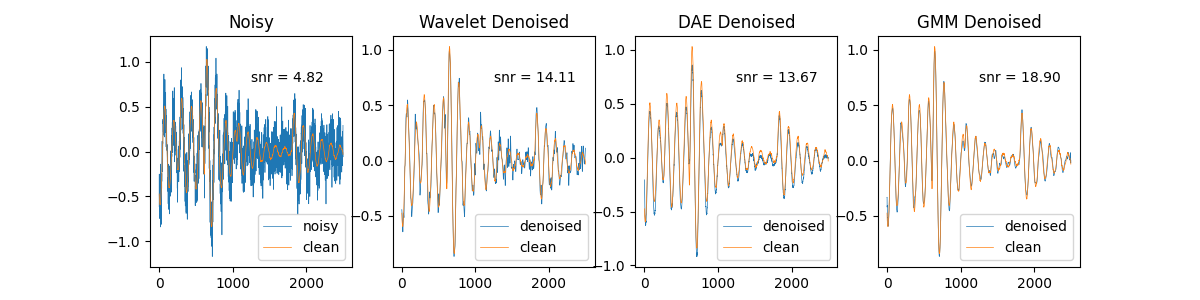 Noisy
1.0
0.5
0.0
−0.5
−1.0
0
1000
2000
snr = 4.82
noisy
clean
Wavelet Denoised
1.0
0.5
0.0
−0.5
0
1000
2000
snr = 14.11
denoised
clean
DAE Denoised
1.0
0.5
0.0
−0.5
−1.0
0
1000
2000
snr = 13.67
denoised
clean
GMM Denoised
1.0
0.5
0.0
−0.5
0
1000
2000
snr = 18.90
denoised
clean